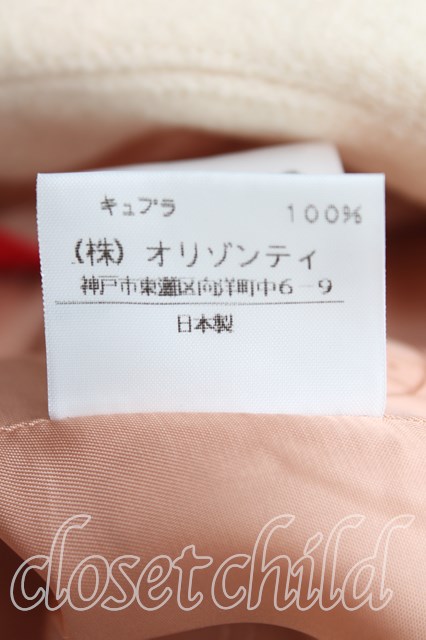 キュプラ 100%
(株) オリゾンティ
神戸市東灘区向洋町中6-9
日本製
closetchild